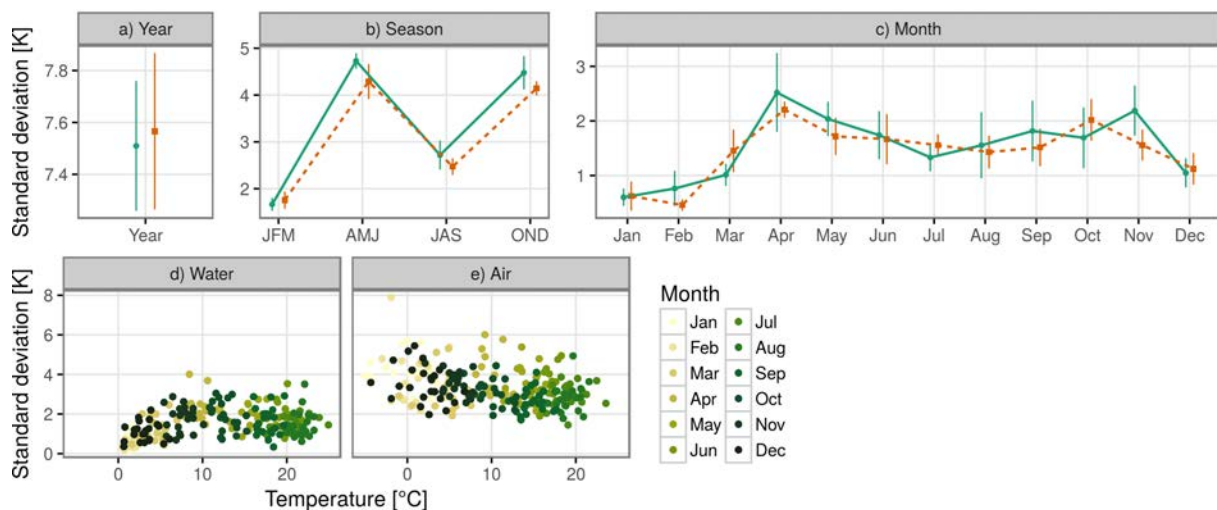 a) Year
b) Season
c) Month
Standard deviation [K]
7.8
7.6
7.4
5
4
3
2
3
2
1
Year
JFM AMJ JAS OND
Jan Feb Mar Apr May Jun Jul Aug Sep Oct Nov Dec
d) Water
e) Air
Standard deviation [K]
8
6
4
2
0
0 10 20
0 10 20
Temperature [°C]
Month
Jan Jul
Feb Aug
Mar Sep
Apr Oct
May Nov
Jun Dec